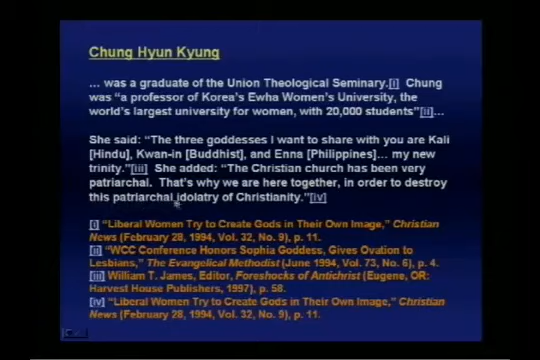 Chung Hyun Kyung
… was a graduate of the Union Theological Seminary.[i] Chung
was “a professor of Korea’s Ewha Women’s University, the
world’s largest university for women, with 20,000 students”[ii]…
She said: “The three goddesses I want to share with you are Kali
[Hindu], Kwan-in [Buddhist], and Enna [Philippines]… my new
trinity.”[iii] She added: “The Christian church has been very
patriarchal. That’s why we are here together, in order to destroy
this patriarchal idolatry of Christianity.”[iv]
[i] “Liberal Women Try to Create Gods in Their Own Image,” Christian
News (February 28, 1994, Vol. 32, No. 9), p. 11.
[ii] “WCC Conference Honors Sophia Goddess, Gives Ovation to
Lesbians,” The Evangelical Methodist (June 1994, Vol. 73, No. 6), p. 4.
[iii] William T. James, Editor, Foreshocks of Antichrist (Eugene, OR:
Harvest House Publishers, 1997), p. 58.
[iv] “Liberal Women Try to Create Gods in Their Own Image,” Christian
News (February 28, 1994, Vol. 32, No. 9), p. 11.